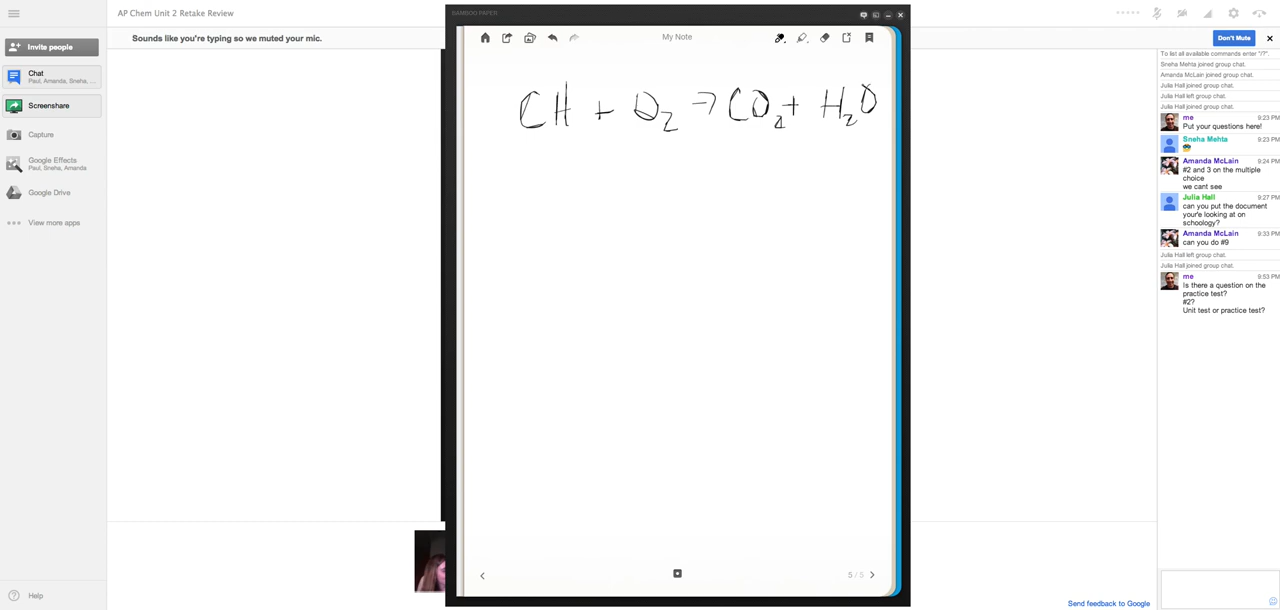 AP Chem Unit 2 Retake Review
Sounds like you're typing so we muted your mic.
Don't Mute
Invite people
Chat
Paul, Amanda, Sneha, ...
Screenshare
Capture
Google Effects
Paul, Sneha, Amanda
Google Drive
View more apps
Help
BAMBOO PAPER
My Note
CH + O2 → CO2 + H2O
5 / 5
To list all available commands enter "/?".
Sneha Mehta joined group chat.
Amanda McLain joined group chat.
Julia Hall joined group chat.
Julia Hall left group chat.
Julia Hall joined group chat.
me 9:23 PM
Put your questions here!
Sneha Mehta 9:23 PM
Amanda McLain 9:24 PM
#2 and 3 on the multiple
choice
we cant see
Julia Hall 9:27 PM
can you put the document
your'e looking at on
schoology?
Amanda McLain 9:33 PM
can you do #9
Julia Hall left group chat.
Julia Hall joined group chat.
me 9:53 PM
Is there a question on the
practice test?
#2?
Unit test or practice test?
Send feedback to Google